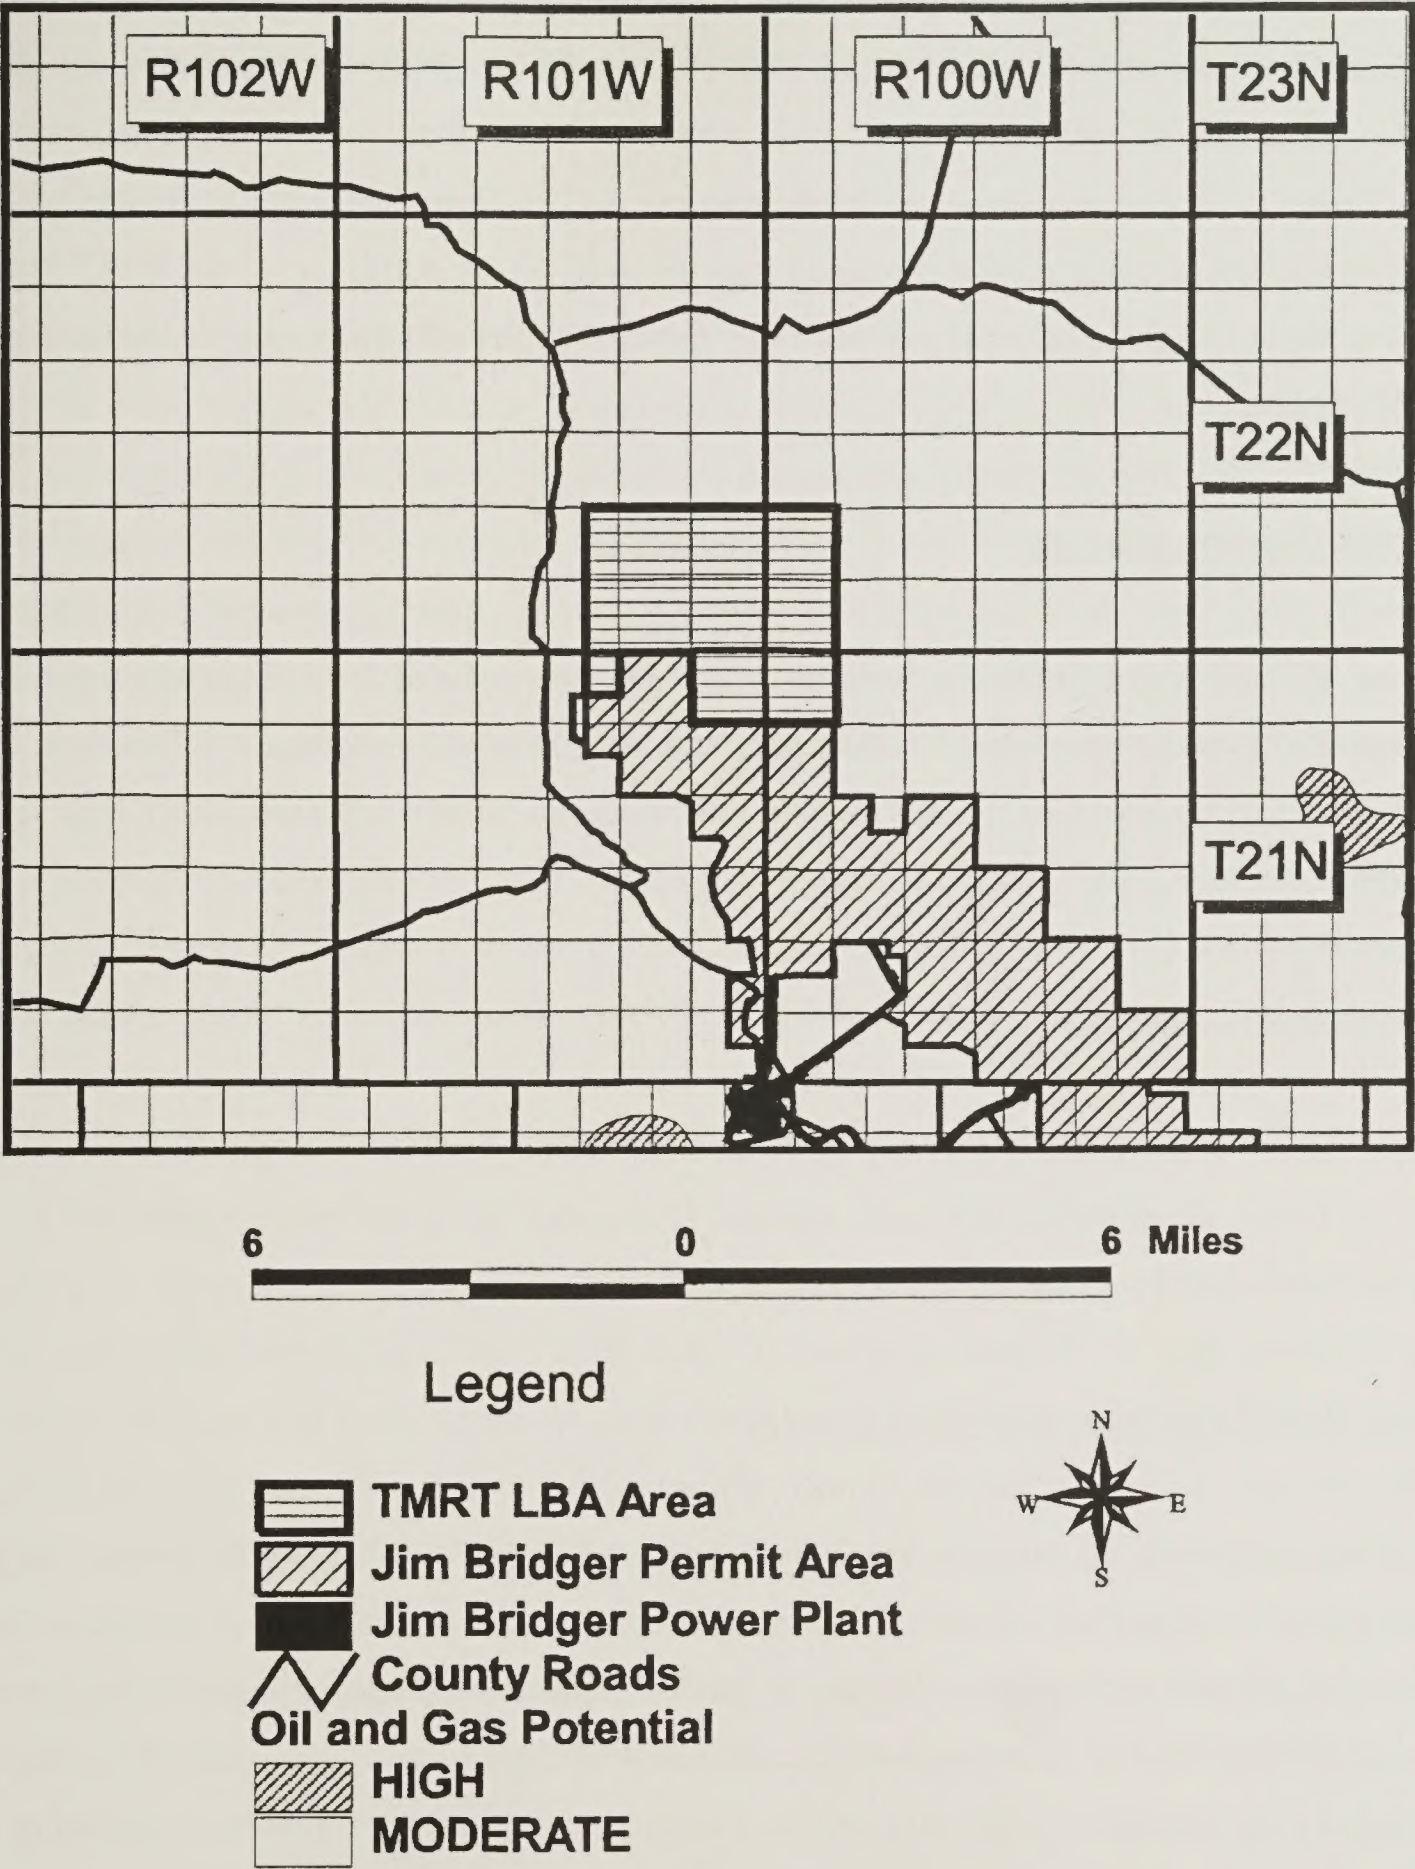 R102W R101W R100W T23N
T22N
T21N
6 0 6 Miles
Legend
N
W E
S
TMRT LBA Area
Jim Bridger Permit Area
Jim Bridger Power Plant
County Roads
Oil and Gas Potential
HIGH
MODERATE